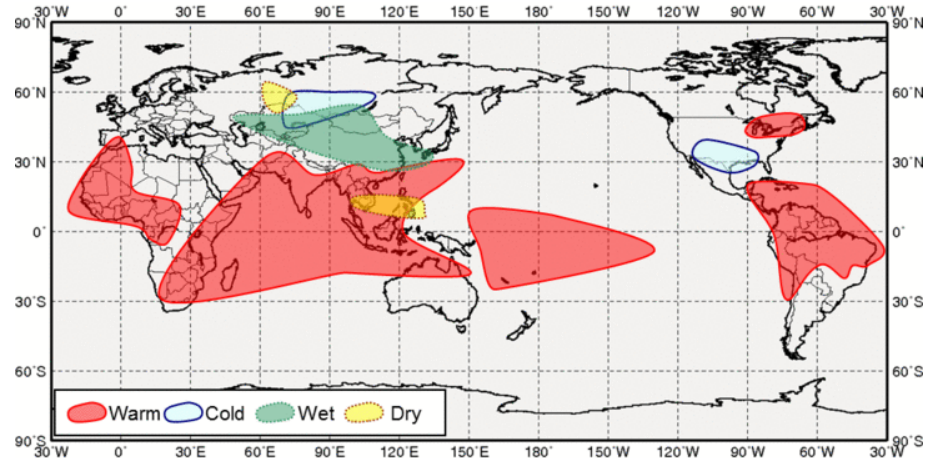 30˚W 0˚ 30˚E 60˚E 90˚E 120˚E 150˚E 180˚ 150˚W 120˚W 90˚W 60˚W 30˚W
90˚N 90˚N
60˚N 60˚N
30˚N 30˚N
0˚ 0˚
30˚S 30˚S
60˚S 60˚S
Warm Cold Wet Dry
90˚S 90˚S
30˚W 0˚ 30˚E 60˚E 90˚E 120˚E 150˚E 180˚ 150˚W 120˚W 90˚W 60˚W 30˚W